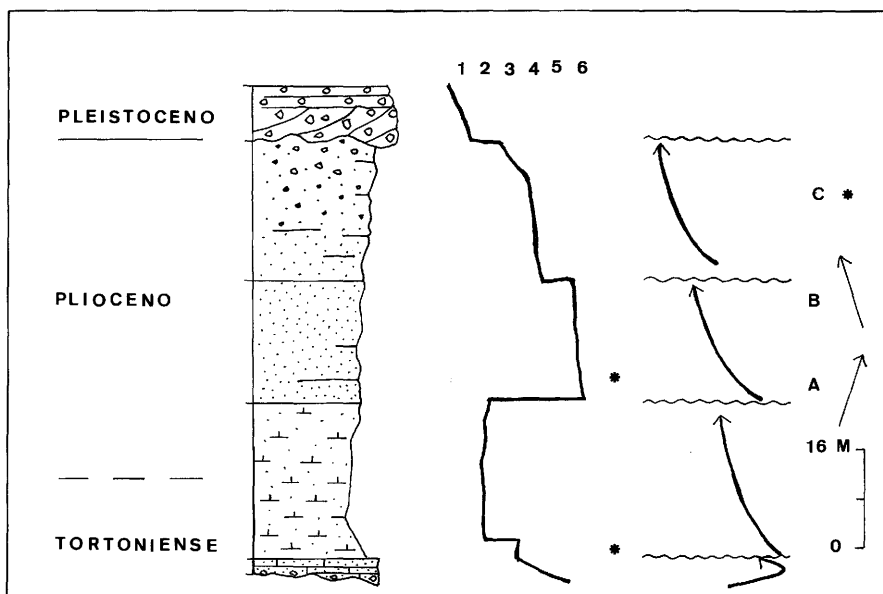 1 2 3 4 5 6
PLEISTOCENO
C *
PLIOCENO
B
* A
16 M
TORTONIENSE
* 0